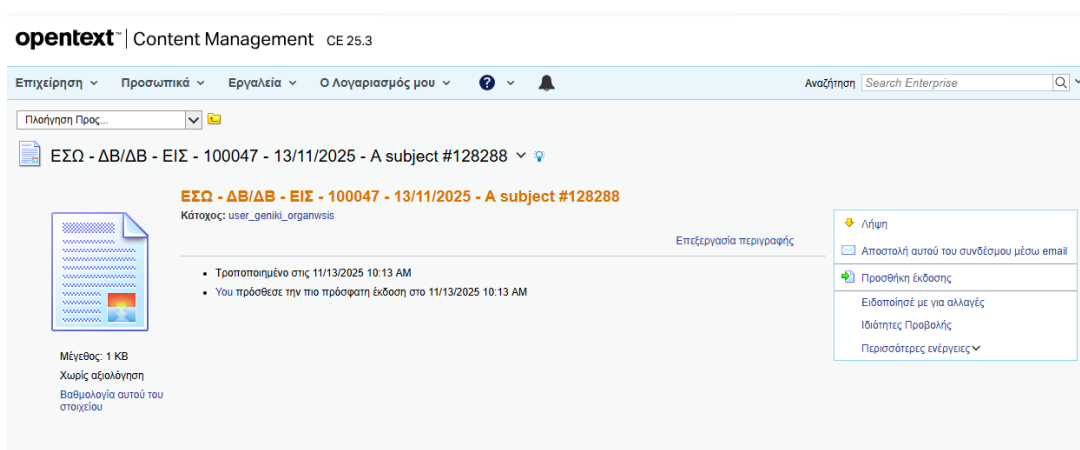 opentext™ | Content Management CE 25.3
Επιχείρηση Προσωπικά Εργαλεία Ο Λογαριασμός μου ? Αναζήτηση Search Enterprise
Πλοήγηση Προς...
ΕΣΩ - ΔΒ/ΔΒ - ΕΙΣ - 100047 - 13/11/2025 - A subject #128288
ΕΣΩ - ΔΒ/ΔΒ - ΕΙΣ - 100047 - 13/11/2025 - A subject #128288
Κάτοχος: user_geniki_organwsis
Επεξεργασία περιγραφής
• Τροποποιημένο στις 11/13/2025 10:13 AM
• You πρόσθεσε την πιο πρόσφατη έκδοση στο 11/13/2025 10:13 AM
Μέγεθος: 1 KB
Χωρίς αξιολόγηση
Βαθμολογία αυτού του
στοιχείου
Λήψη
Αποστολή αυτού του συνδέσμου μέσω email
Προσθήκη έκδοσης
Ειδοποίησέ με για αλλαγές
Ιδιότητες Προβολής
Περισσότερες ενέργειες